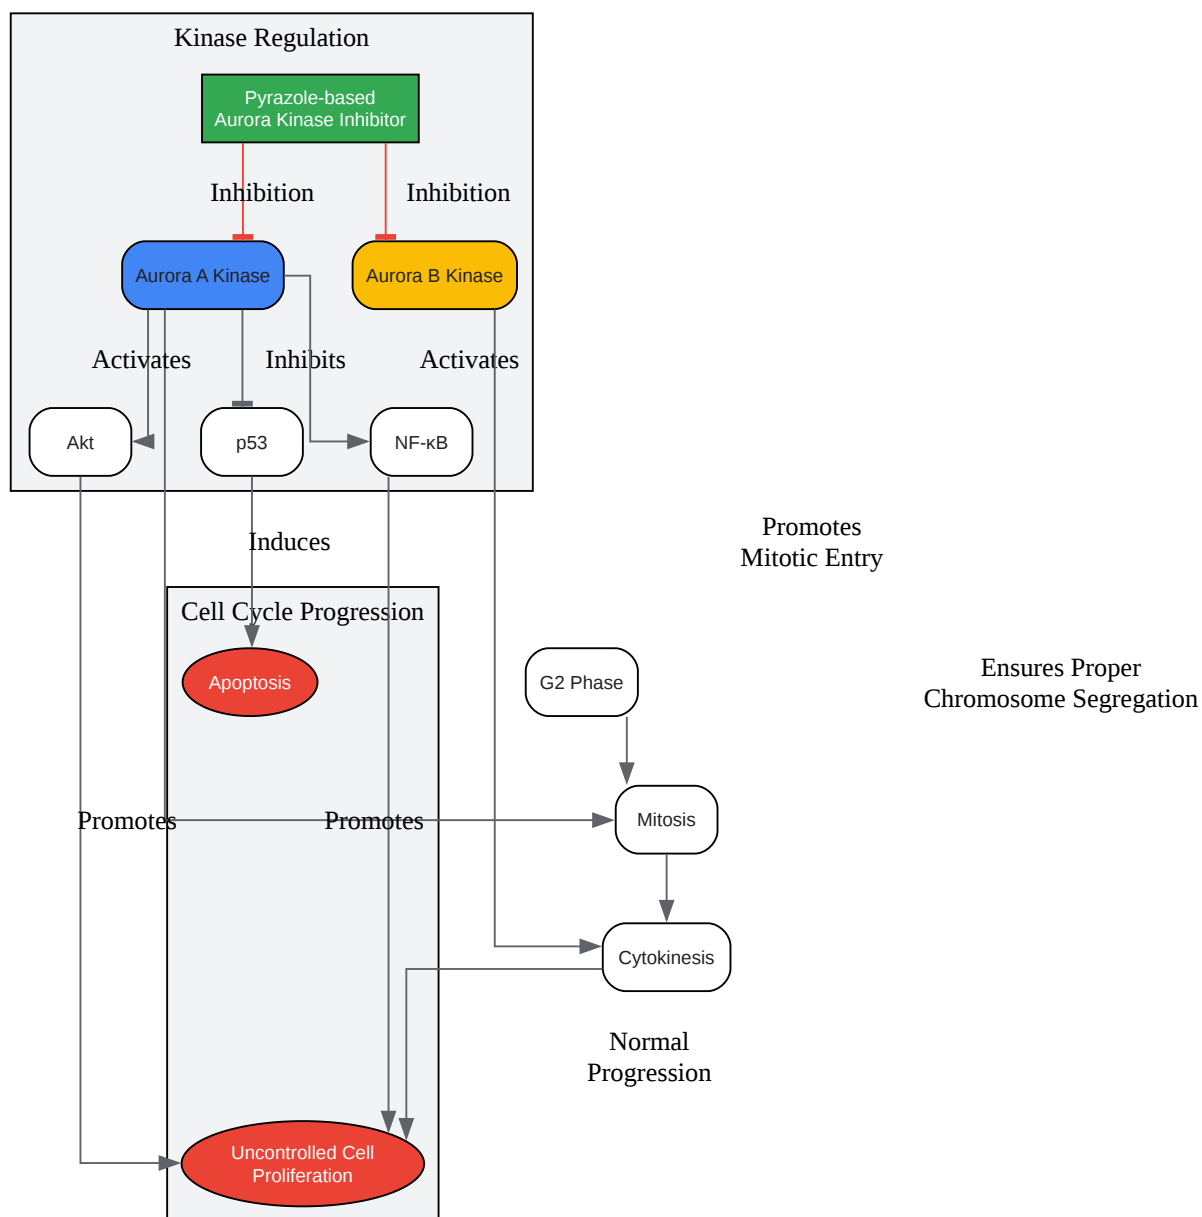 Kinase Regulation
Pyrazole-based
Aurora Kinase Inhibitor
Inhibition
Inhibition
Aurora A Kinase
Aurora B Kinase
Activates
Inhibits
Activates
Akt
p53
NF-κB
Induces
Promotes
Mitotic Entry
Cell Cycle Progression
Apoptosis
G2 Phase
Ensures Proper
Chromosome Segregation
Promotes
Promotes
Mitosis
Cytokinesis
Normal
Progression
Uncontrolled Cell
Proliferation